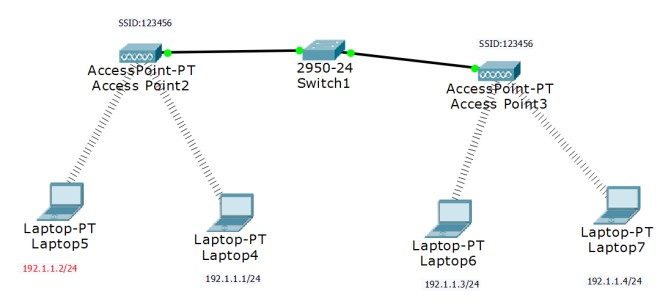 SSID:123456
SSID:123456
AccessPoint-PT
Access Point2
2950-24
Switch1
AccessPoint-PT
Access Point3
Laptop-PT
Laptop5
192.1.1.2/24
Laptop-PT
Laptop4
192.1.1.1/24
Laptop-PT
Laptop6
192.1.1.3/24
Laptop-PT
Laptop7
192.1.1.4/24